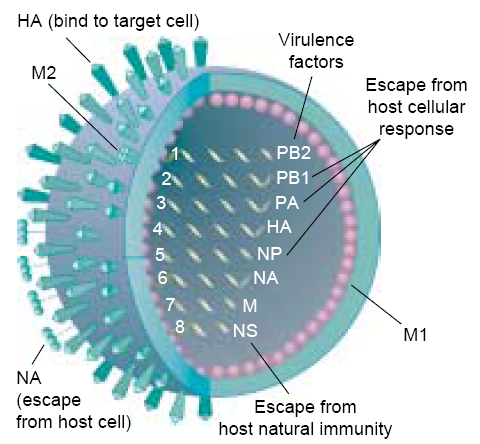 HA (bind to target cell)
Virulence
factors
M2
Escape from
host cellular
response
1 PB2
2 PB1
3 PA
4 HA
5 NP
6 NA
7 M
8 NS
M1
NA
(escape
from host cell)
Escape from
host natural immunity